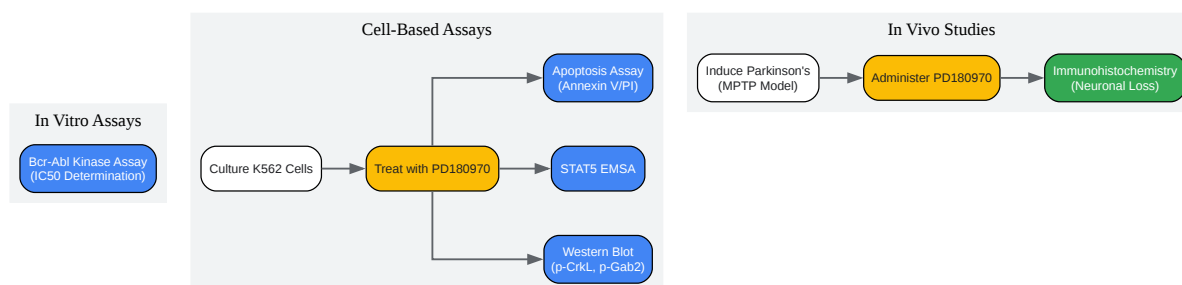 In Vitro Assays
Bcr-Abl Kinase Assay
(IC50 Determination)
Cell-Based Assays
Culture K562 Cells
Treat with PD180970
Apoptosis Assay
(Annexin V/PI)
STAT5 EMSA
Western Blot
(p-CrkL, p-Gab2)
In Vivo Studies
Induce Parkinson's
(MPTP Model)
Administer PD180970
Immunohistochemistry
(Neuronal Loss)